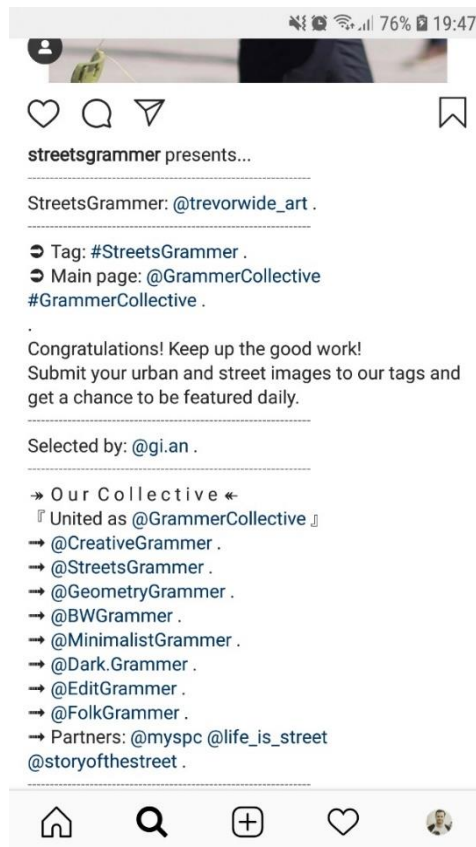 76% 19:47
streetsgrammer presents...
------------------------------------------------------------
StreetsGrammer: @trevorwide_art .
------------------------------------------------------------
➲ Tag: #StreetsGrammer .
➲ Main page: @GrammerCollective
#GrammerCollective .
.
Congratulations! Keep up the good work!
Submit your urban and street images to our tags and
get a chance to be featured daily.
------------------------------------------------------------
Selected by: @gi.an .
------------------------------------------------------------
↠ O u r C o l l e c t i v e ↞
『 United as @GrammerCollective 』
➟ @CreativeGrammer .
➟ @StreetsGrammer .
➟ @GeometryGrammer .
➟ @BWGrammer .
➟ @MinimalistGrammer .
➟ @Dark.Grammer .
➟ @EditGrammer .
➟ @FolkGrammer .
➟ Partners: @myspc @life_is_street
@storyofthestreet .
------------------------------------------------------------